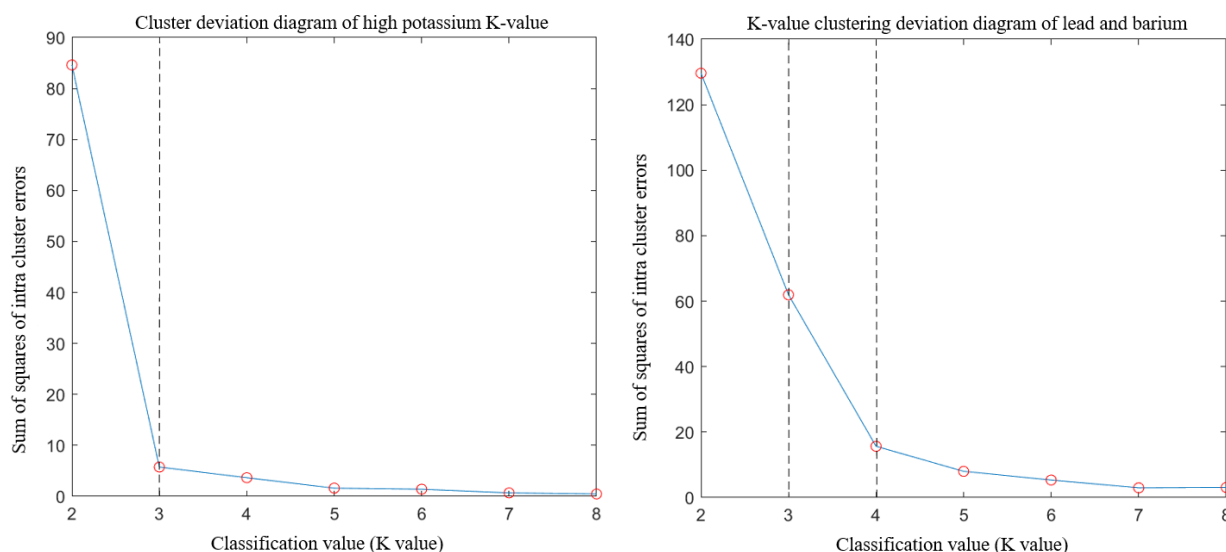 Cluster deviation diagram of high potassium K-value
90
80
70
60
50
40
30
20
10
0
Sum of squares of intra cluster errors
2 3 4 5 6 7 8
Classification value (K value)
K-value clustering deviation diagram of lead and barium
140
120
100
80
60
40
20
0
Sum of squares of intra cluster errors
2 3 4 5 6 7 8
Classification value (K value)